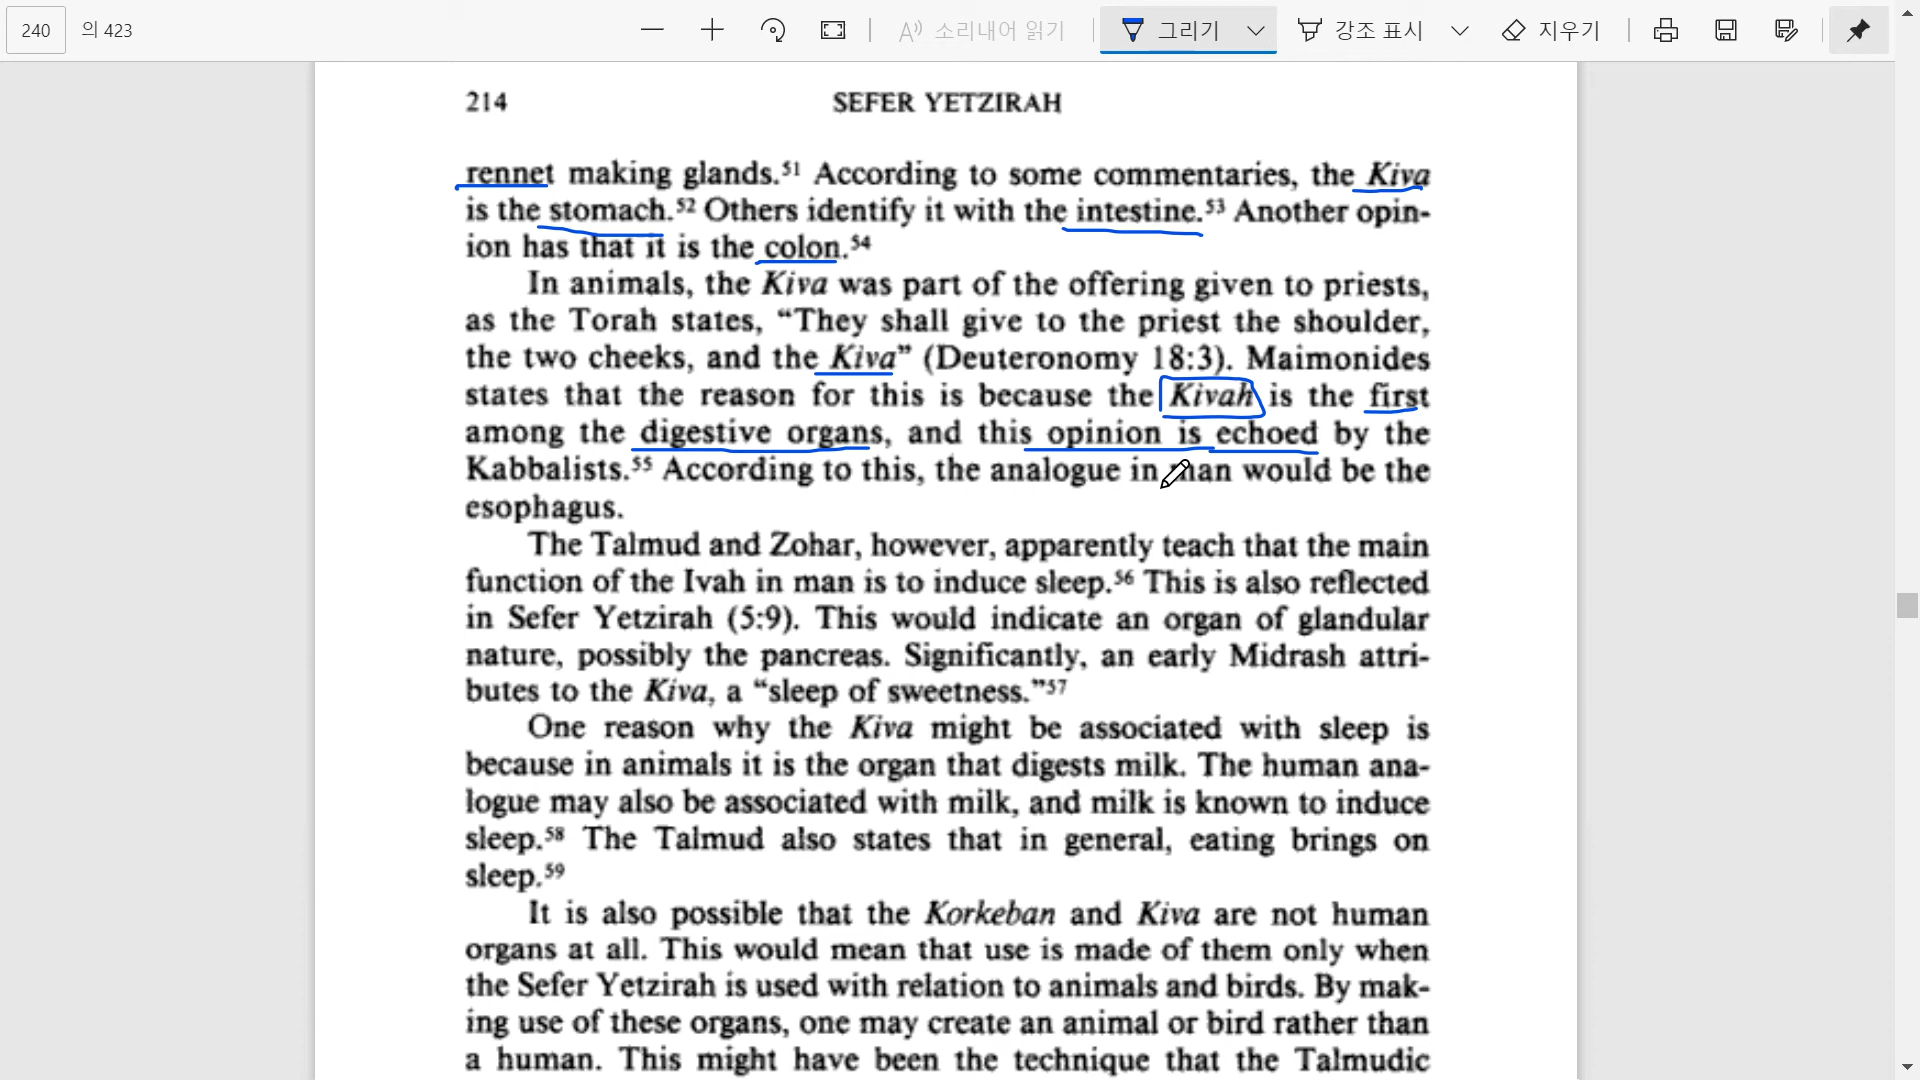 240 의 423 소리내어 읽기 그리기 강조 표시 지우기
214 SEFER YETZIRAH
rennet making glands.⁵¹ According to some commentaries, the Kiva
is the stomach.⁵² Others identify it with the intestine.⁵³ Another opin-
ion has that it is the colon.⁵⁴
In animals, the Kiva was part of the offering given to priests,
as the Torah states, “They shall give to the priest the shoulder,
the two cheeks, and the Kiva” (Deuteronomy 18:3). Maimonides
states that the reason for this is because the Kivah is the first
among the digestive organs, and this opinion is echoed by the
Kabbalists.⁵⁵ According to this, the analogue in man would be the
esophagus.
The Talmud and Zohar, however, apparently teach that the main
function of the Ivah in man is to induce sleep.⁵⁶ This is also reflected
in Sefer Yetzirah (5:9). This would indicate an organ of glandular
nature, possibly the pancreas. Significantly, an early Midrash attri-
butes to the Kiva, a “sleep of sweetness.”⁵⁷
One reason why the Kiva might be associated with sleep is
because in animals it is the organ that digests milk. The human ana-
logue may also be associated with milk, and milk is known to induce
sleep.⁵⁸ The Talmud also states that in general, eating brings on
sleep.⁵⁹
It is also possible that the Korkeban and Kiva are not human
organs at all. This would mean that use is made of them only when
the Sefer Yetzirah is used with relation to animals and birds. By mak-
ing use of these organs, one may create an animal or bird rather than
a human. This might have been the technique that the Talmudic